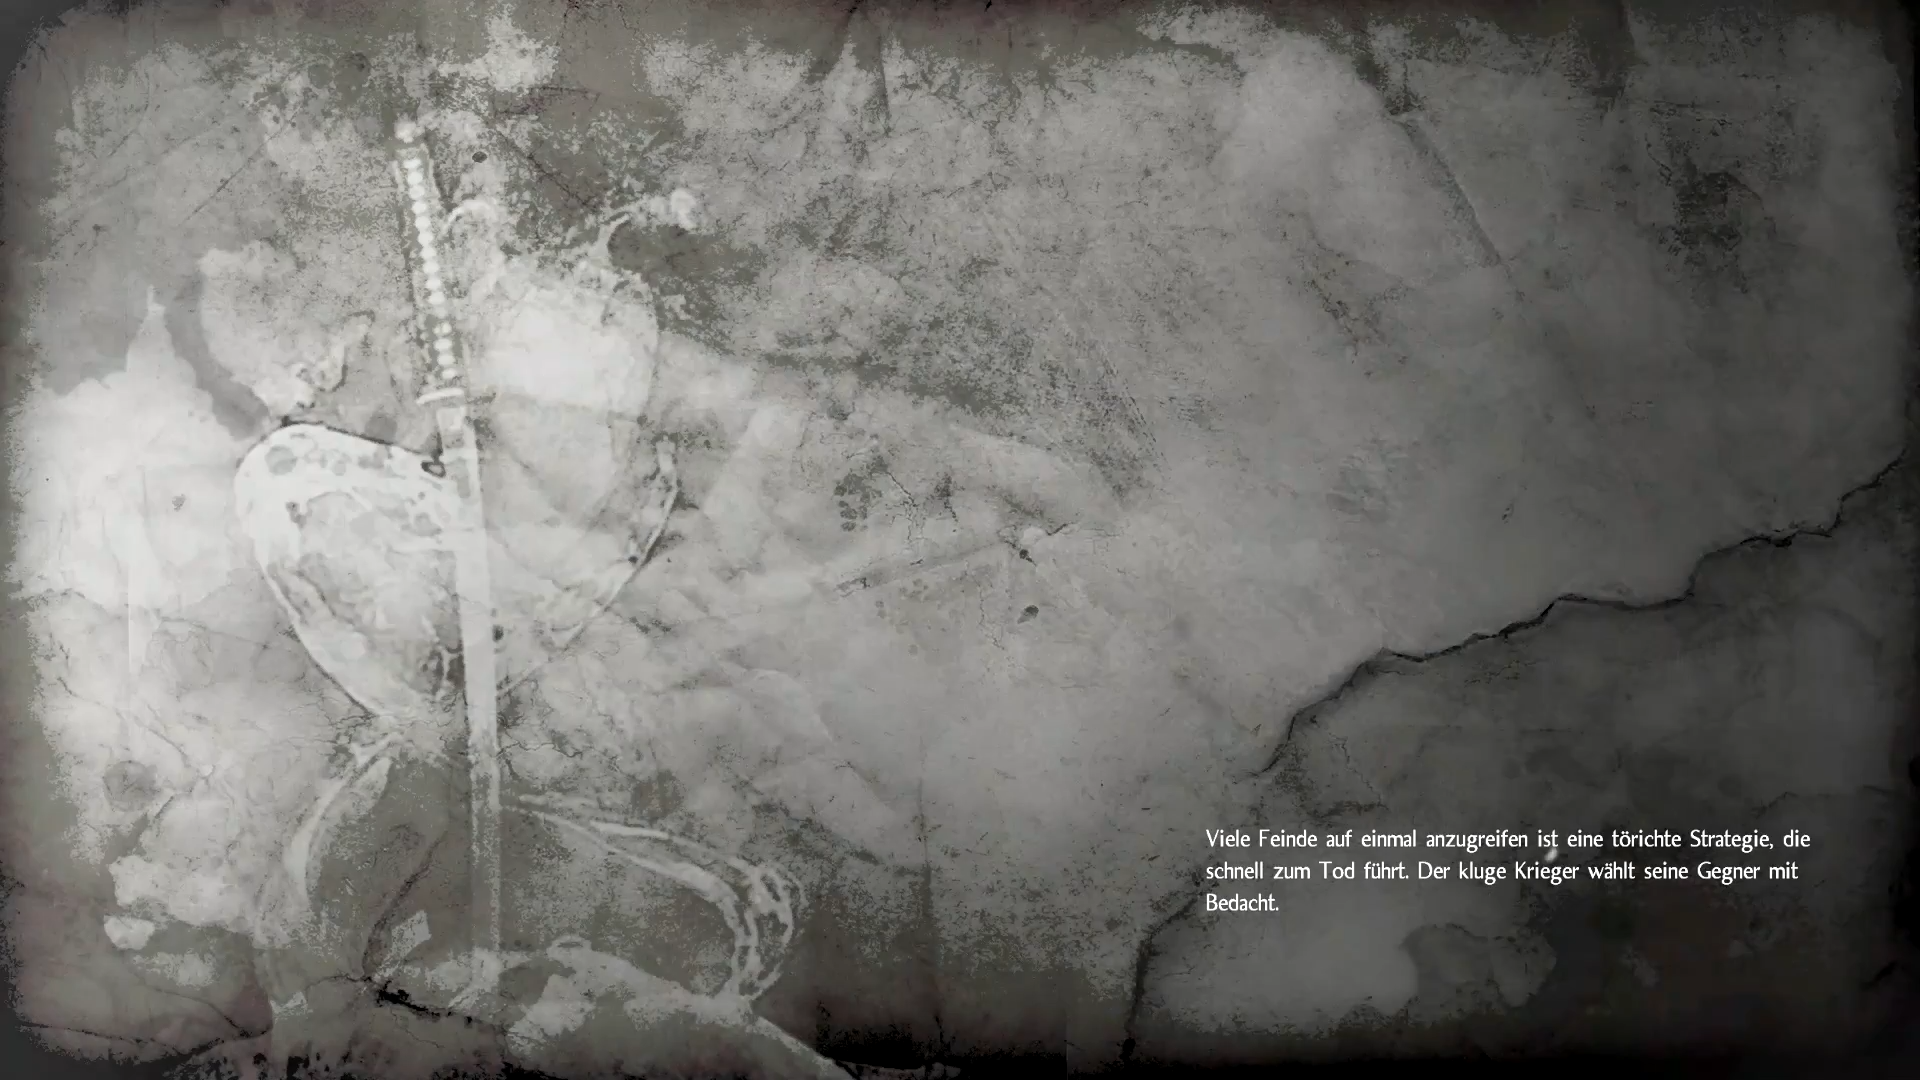 Viele Feinde auf einmal anzugreifen ist eine törichte Strategie, die
schnell zum Tod führt. Der kluge Krieger wählt seine Gegner mit
Bedacht.